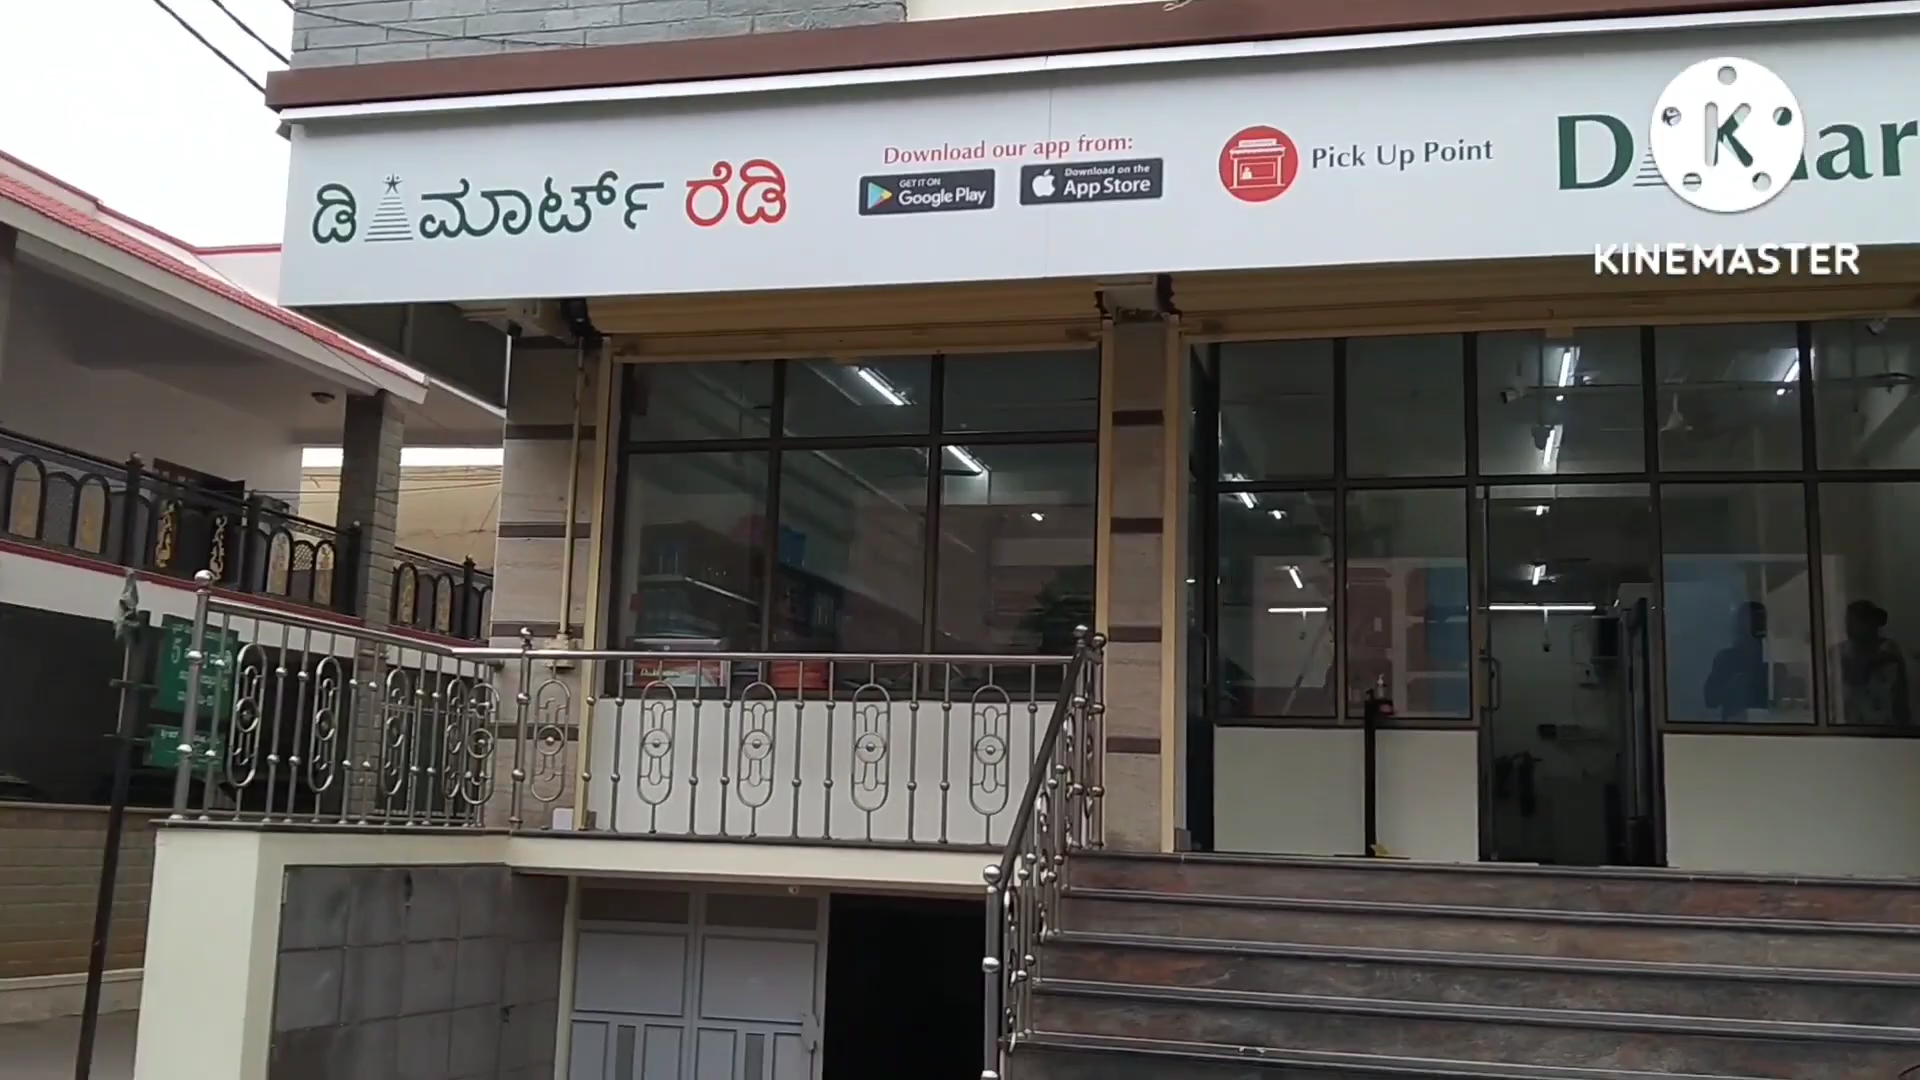 ಡಿ ಮಾರ್ಟ್ ರೆಡಿ
Download our app from:
GET IT ON
Google Play
Download on the
App Store
Pick Up Point
K
KINEMASTER